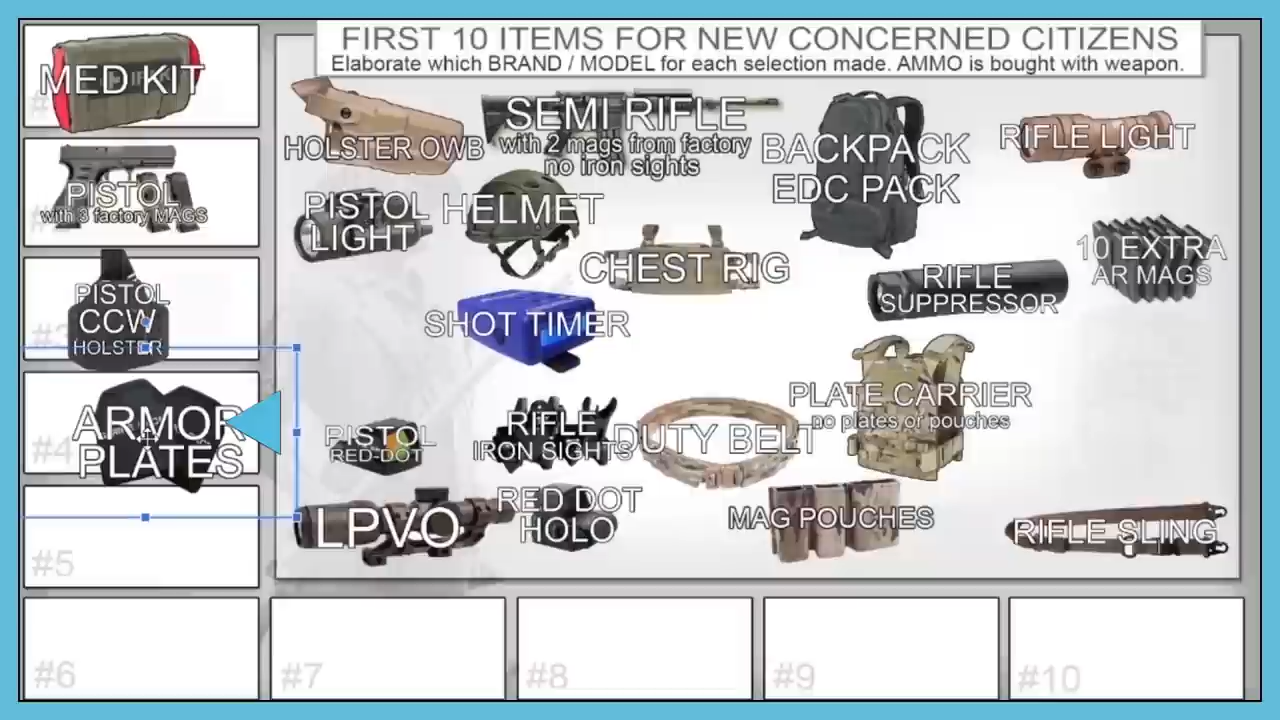 FIRST 10 ITEMS FOR NEW CONCERNED CITIZENS
Elaborate which BRAND / MODEL for each selection made. AMMO is bought with weapon.
MED KIT
PISTOL
with 3 factory MAGS
#3
PISTOL
CCW
HOLSTER
#4
ARMOR
PLATES
#5
#6
#7
#8
#9
#10
HOLSTER OWB
SEMI RIFLE
with 2 mags from factory
no iron sights
BACKPACK
EDC PACK
RIFLE LIGHT
PISTOL
LIGHT
HELMET
CHEST RIG
10 EXTRA
AR MAGS
RIFLE
SUPPRESSOR
SHOT TIMER
PISTOL
RED-DOT
RIFLE
IRON SIGHTS
DUTY BELT
PLATE CARRIER
no plates or pouches
LPVO
RED DOT
HOLO
MAG POUCHES
RIFLE SLING